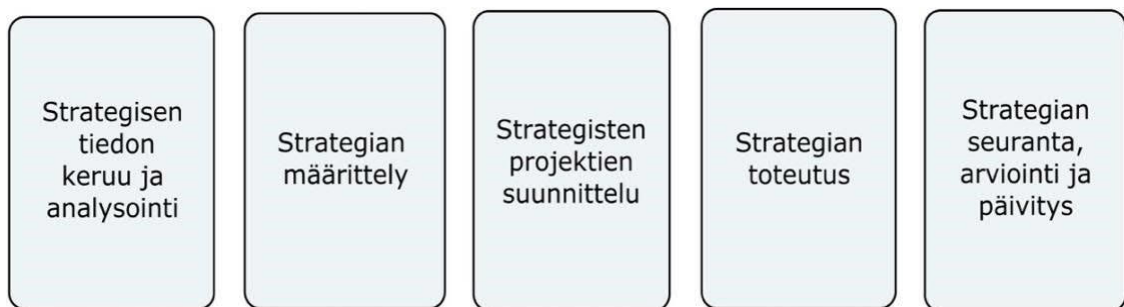 Strategisen
tiedon
keruu ja
analysointi
Strategian
määrittely
Strategisten
projektien
suunnittelu
Strategian
toteutus
Strategian
seuranta,
arviointi ja
päivitys